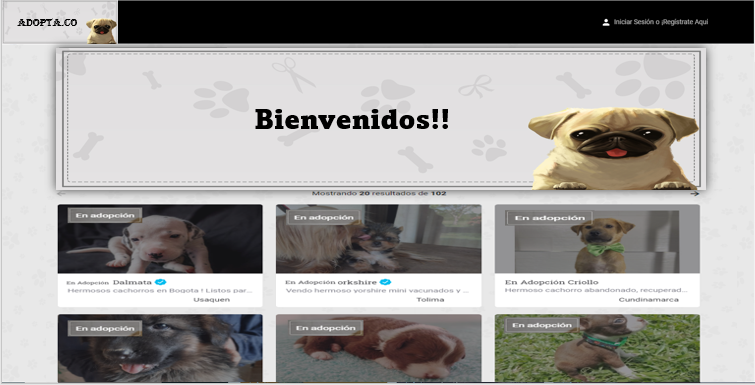 ADOPTA.CO
Iniciar Sesión o ¡Regístrate Aquí
Bienvenidos!!
Mostrando 20 resultados de 102
En adopción
En adopción
En adopción
En Adopción Dalmata
Hermosos cachorros en Bogota ! Listos par...
Usaquen
En Adopción orkshire
Vendo hermoso yorshire mini vacunados y ...
Tolima
En Adopción Criollo
Hermoso cachorro abandonado, recuperad...
Cundinamarca
En adopción
En adopción
En adopción